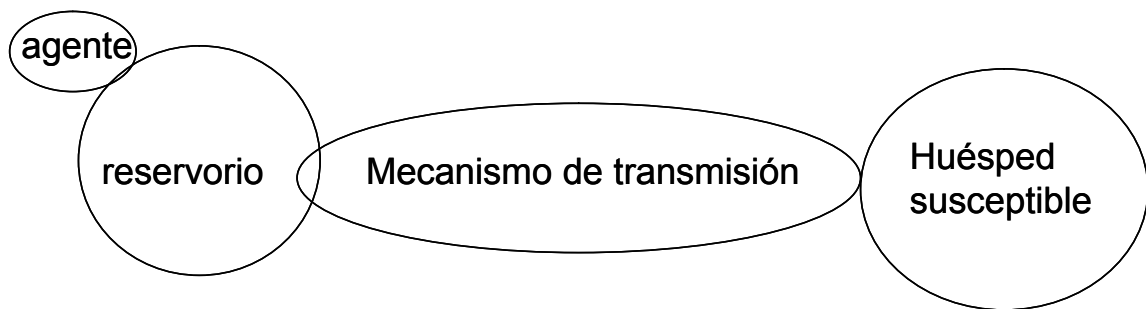 agente
reservorio
Mecanismo de transmisión
Huésped
susceptible